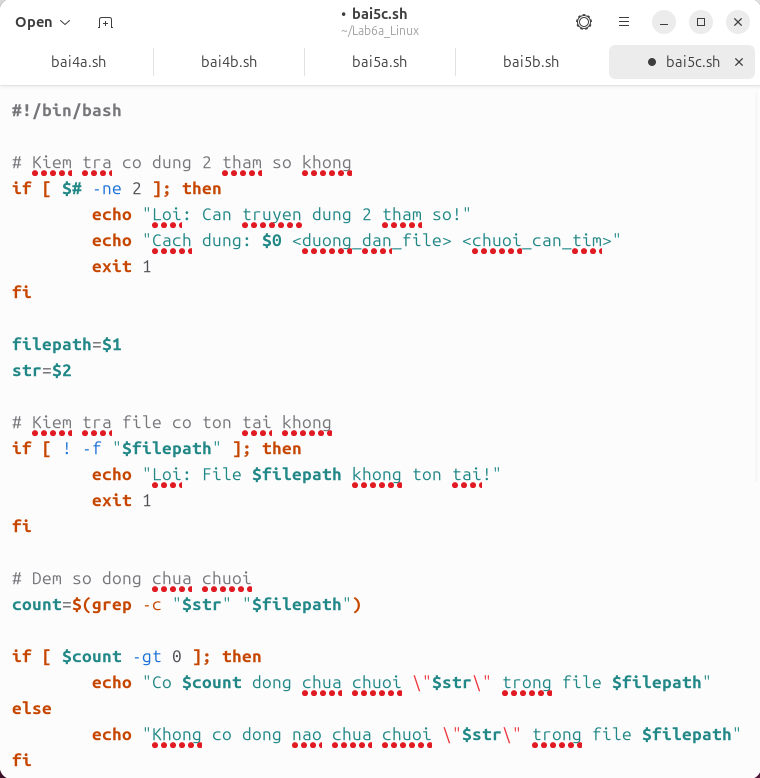 Open
• bai5c.sh
~/Lab6a_Linux
bai4a.sh
bai4b.sh
bai5a.sh
bai5b.sh
● bai5c.sh
#!/bin/bash
# Kiem tra co dung 2 tham so khong
if [ $# -ne 2 ]; then
        echo "Loi: Can truyen dung 2 tham so!"
        echo "Cach dung: $0 <duong_dan_file> <chuoi_can_tim>"
        exit 1
fi
filepath=$1
str=$2
# Kiem tra file co ton tai khong
if [ ! -f "$filepath" ]; then
        echo "Loi: File $filepath khong ton tai!"
        exit 1
fi
# Dem so dong chua chuoi
count=$(grep -c "$str" "$filepath")
if [ $count -gt 0 ]; then
        echo "Co $count dong chua chuoi \"$str\" trong file $filepath"
else
        echo "Khong co dong nao chua chuoi \"$str\" trong file $filepath"
fi